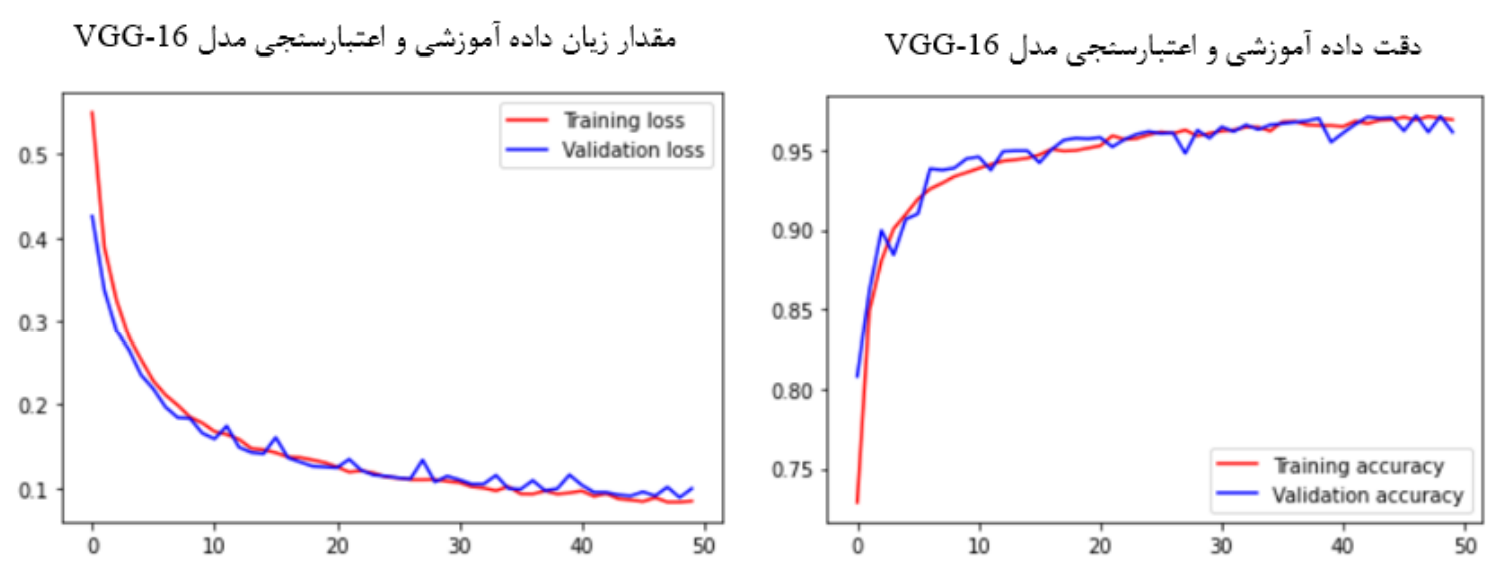 مقدار زیان داده آموزشی و اعتبارسنجی مدل VGG-16
Training loss
Validation loss
0.5
0.4
0.3
0.2
0.1
0 10 20 30 40 50
دقت داده آموزشی و اعتبارسنجی مدل VGG-16
0.95
0.90
0.85
0.80
0.75
Training accuracy
Validation accuracy
0 10 20 30 40 50